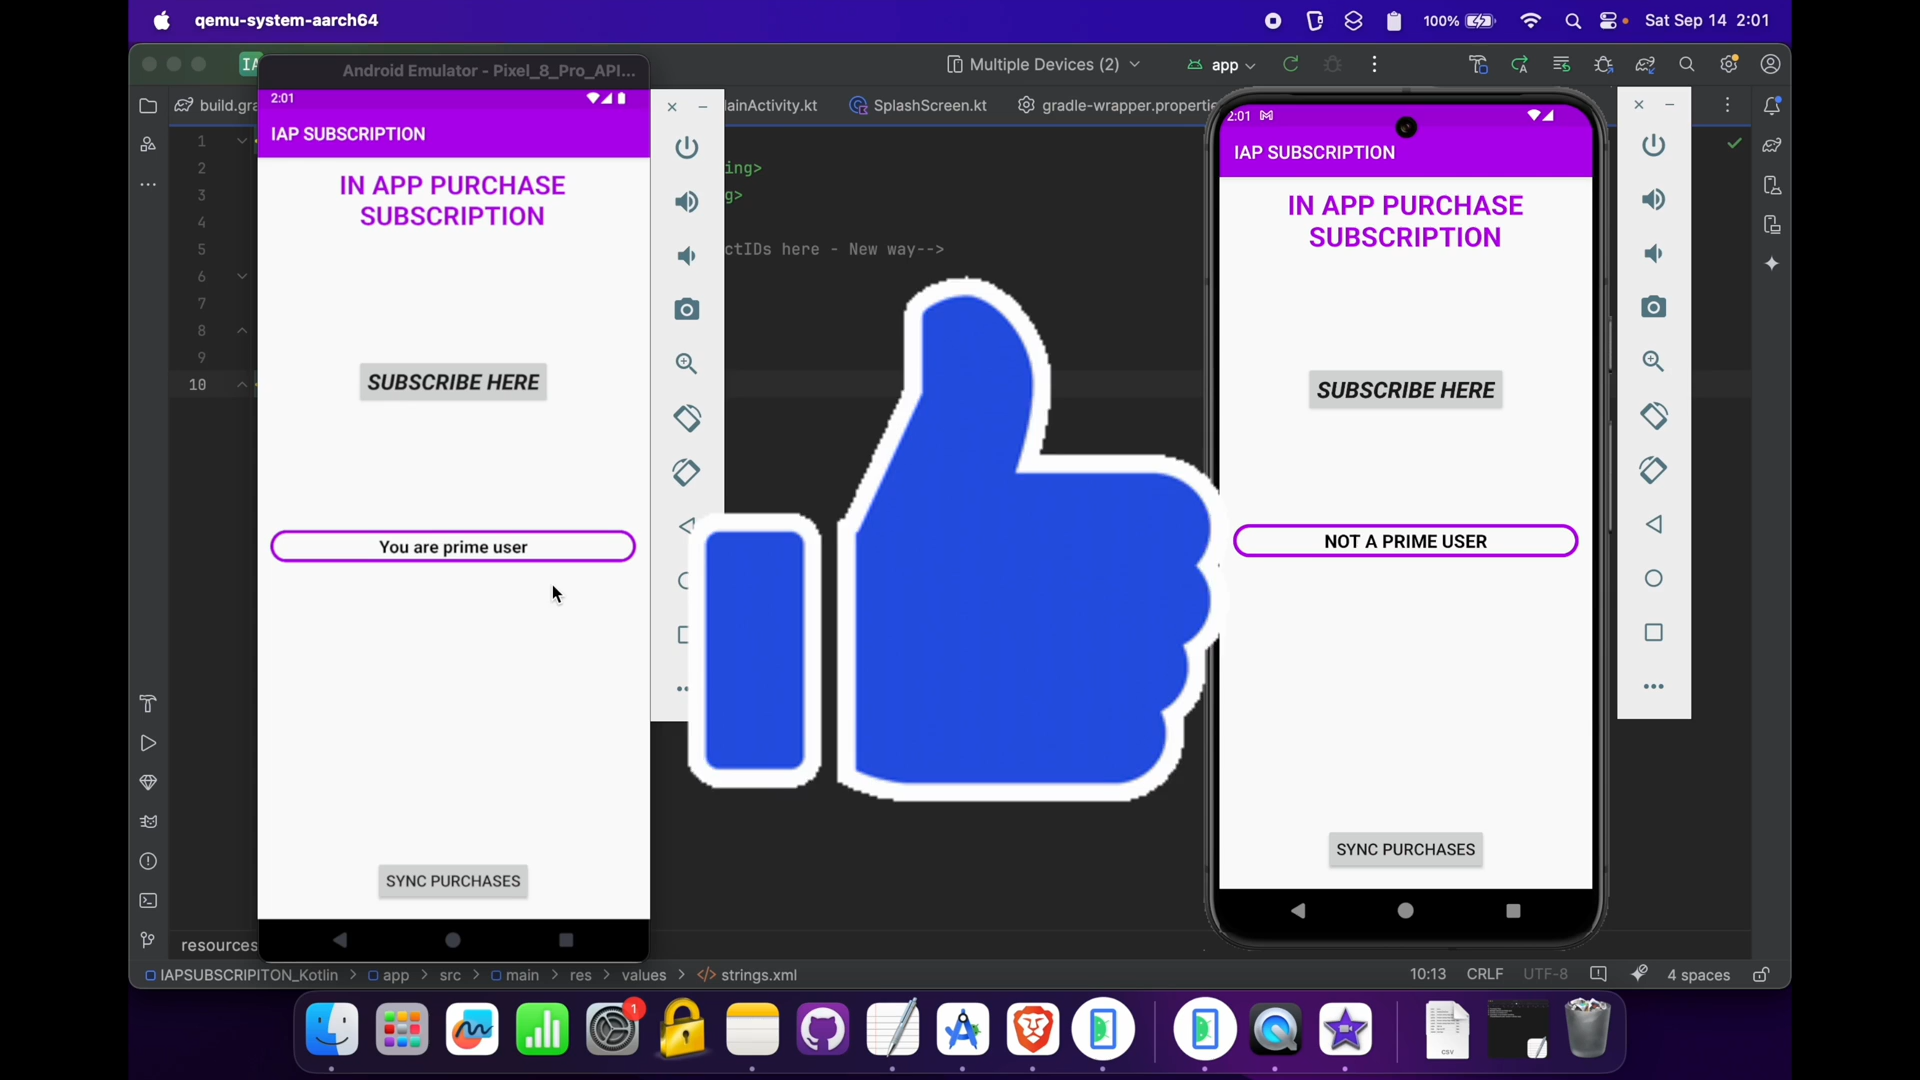 qemu-system-aarch64
100%
Sat Sep 14 2:01
IA
Android Emulator - Pixel_8_Pro_API...
Multiple Devices (2)
app
build.gra
ainActivity.kt
SplashScreen.kt
gradle-wrapper.propertie
2:01
IAP SUBSCRIPTION
IN APP PURCHASE
SUBSCRIPTION
SUBSCRIBE HERE
You are prime user
SYNC PURCHASES
1
2
3
4
5
6
7
8
9
10
ing>
g>
ctIDs here - New way-->
2:01
IAP SUBSCRIPTION
IN APP PURCHASE
SUBSCRIPTION
SUBSCRIBE HERE
NOT A PRIME USER
SYNC PURCHASES
resources
IAPSUBSCRIPITON_Kotlin > app > src > main > res > values > strings.xml
10:13 CRLF UTF-8 4 spaces
1
CSV